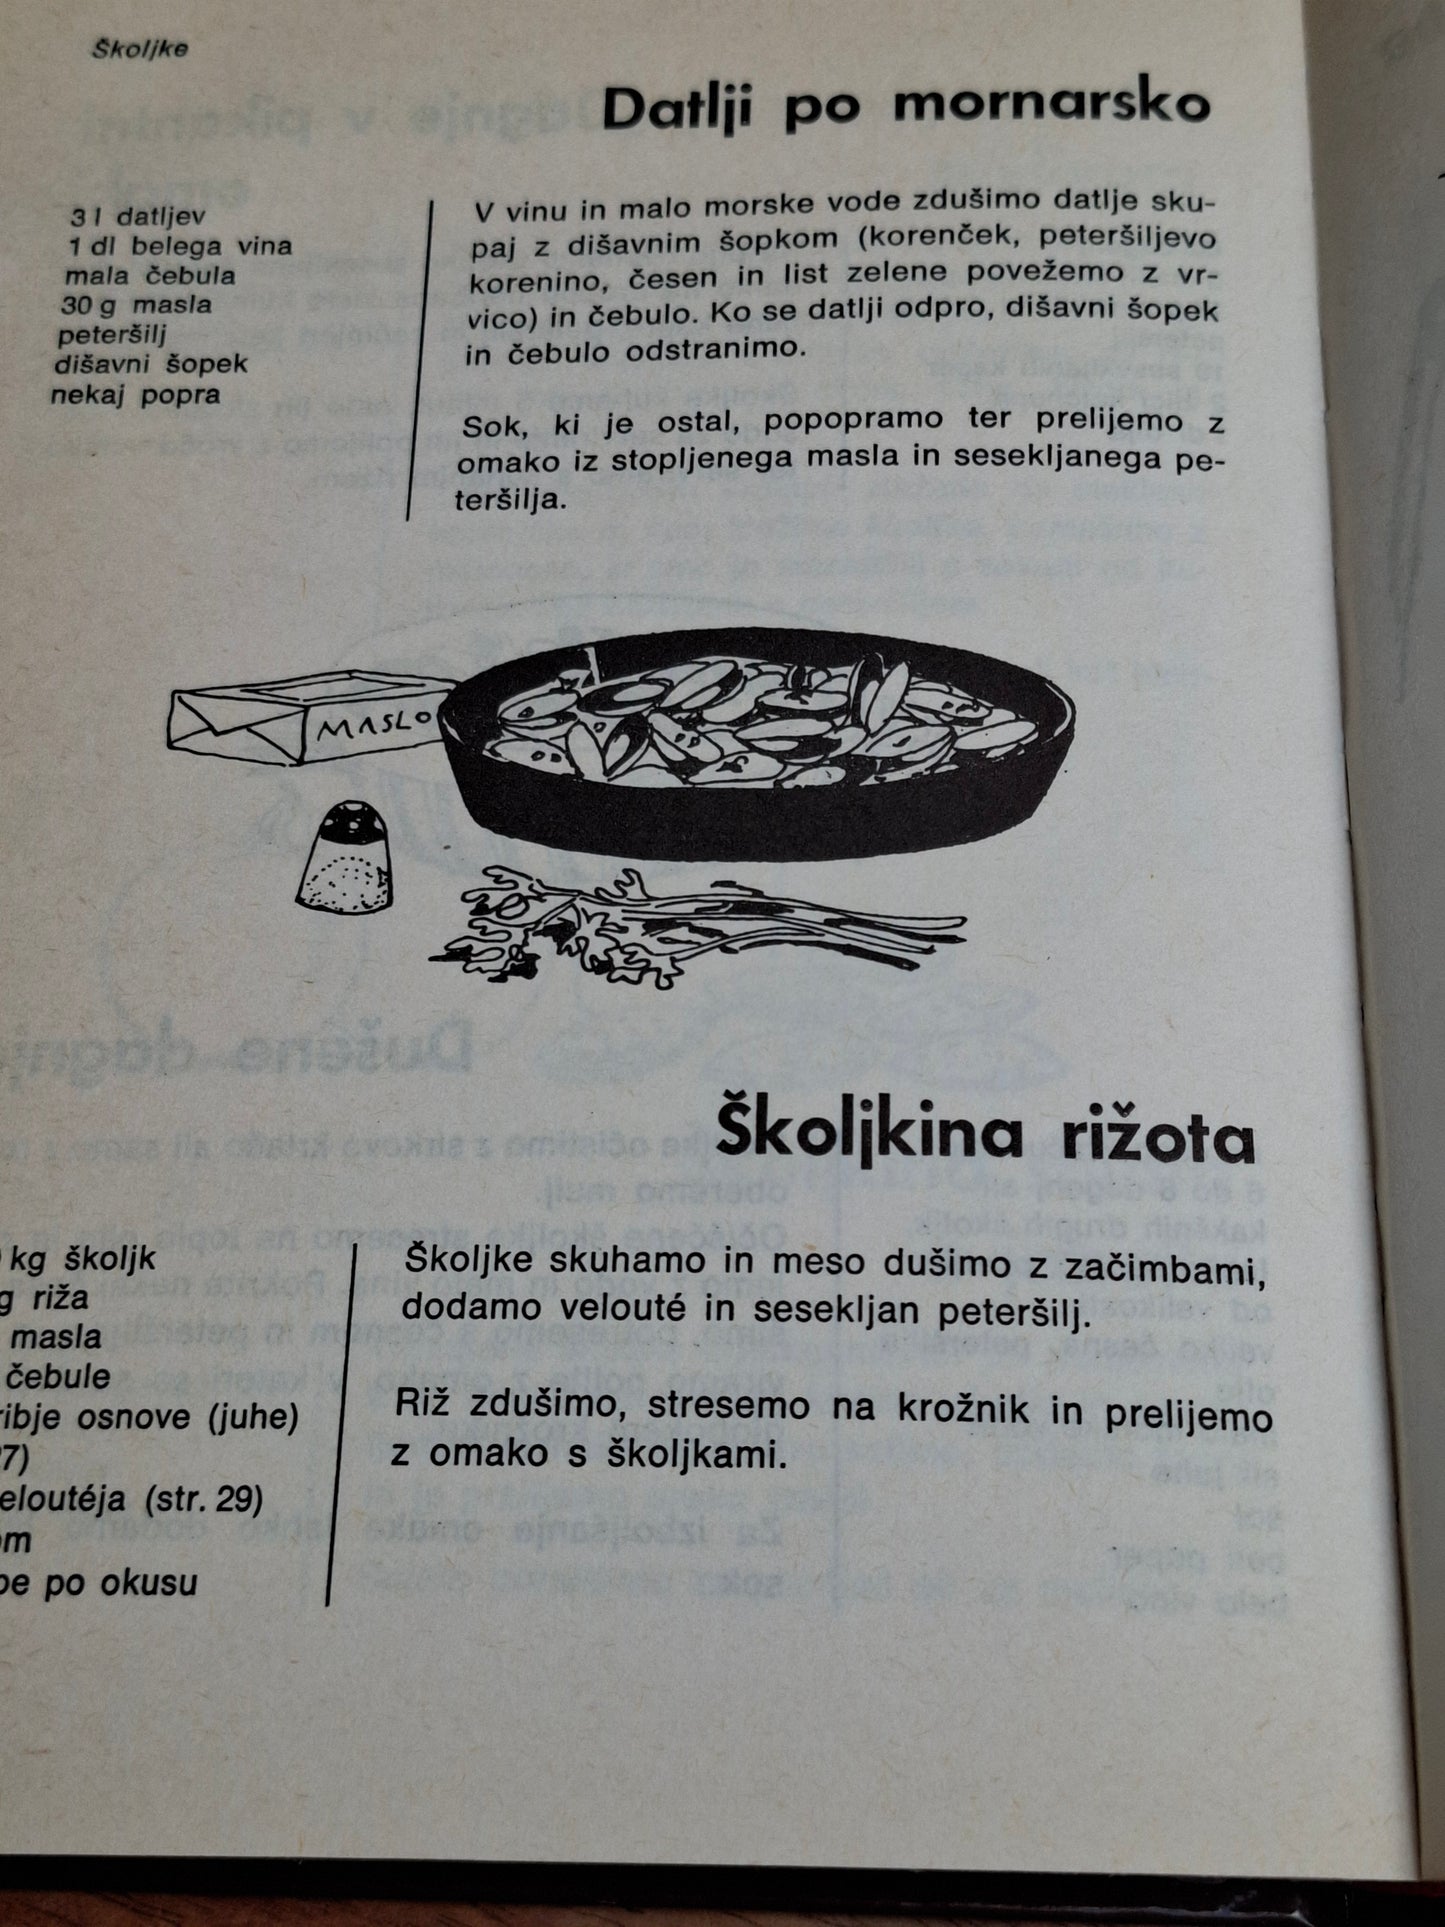 Školjke
Datlji po mornarsko
3 l datljev
1 dl belega vina
mala čebula
30 g masla
peteršilj
dišavni šopek
nekaj popra
V vinu in malo morske vode zdušimo datlje sku-
paj z dišavnim šopkom (korenček, peteršiljevo
korenino, česen in list zelene povežemo z vr-
vico) in čebulo. Ko se datlji odpro, dišavni šopek
in čebulo odstranimo.
Sok, ki je ostal, popopramo ter prelijemo z
omako iz stopljenega masla in sesekljanega pe-
teršilja.
MASLO
Školjkina rižota
kg školjk
g riža
masla
čebule
ribje osnove (juhe)
7)
eloutéja (str. 29)
om
be po okusu
Školjke skuhamo in meso dušimo z začimbami,
dodamo velouté in sesekljan peteršilj.
Riž zdušimo, stresemo na krožnik in prelijemo
z omako s školjkami.